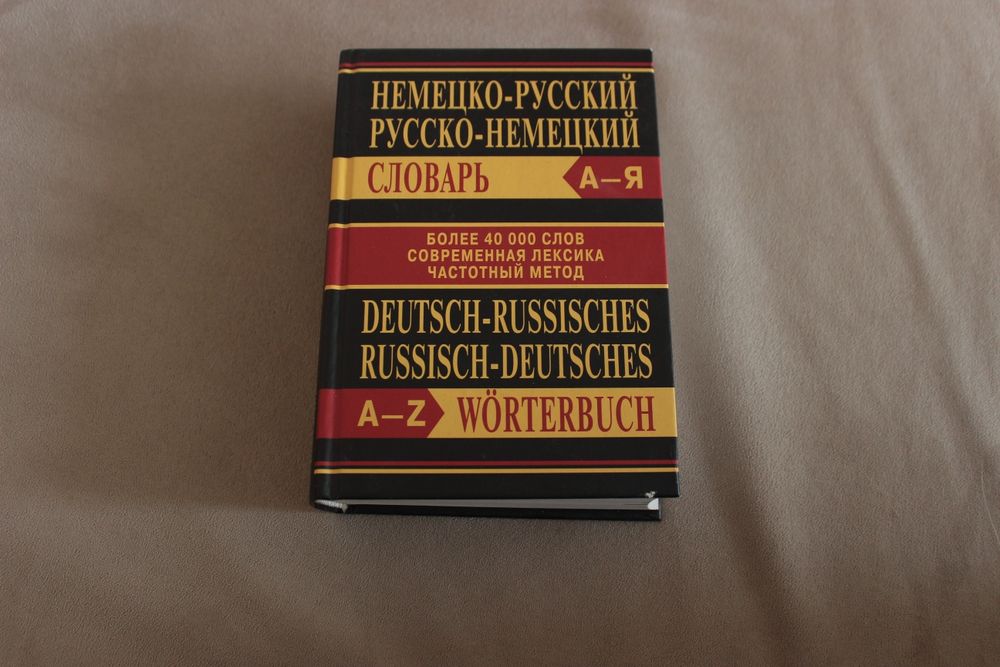 НЕМЕЦКО-РУССКИЙ
РУССКО-НЕМЕЦКИЙ
СЛОВАРЬ А–Я
БОЛЕЕ 40 000 СЛОВ
СОВРЕМЕННАЯ ЛЕКСИКА
ЧАСТОТНЫЙ МЕТОД
DEUTSCH-RUSSISCHES
RUSSISCH-DEUTSCHES
A–Z WÖRTERBUCH